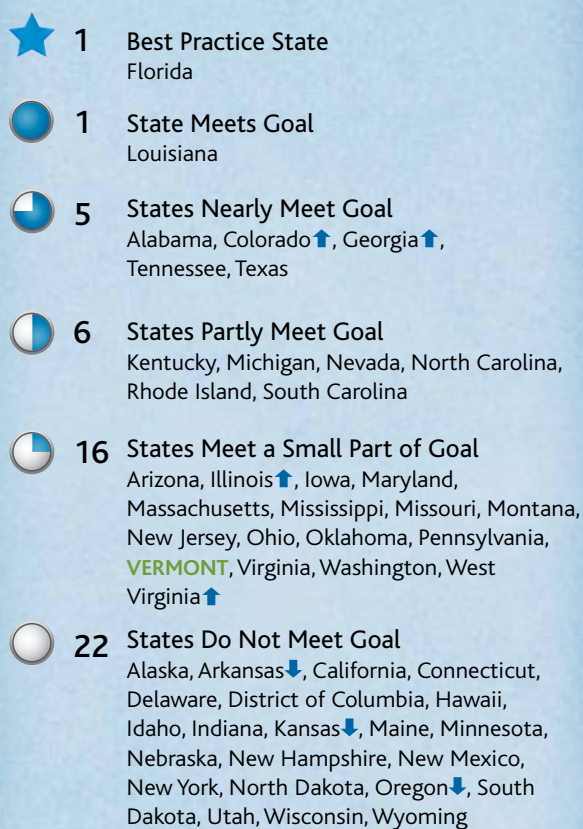 1 Best Practice State
Florida
1 State Meets Goal
Louisiana
5 States Nearly Meet Goal
Alabama, Colorado⬆, Georgia⬆,
Tennessee, Texas
6 States Partly Meet Goal
Kentucky, Michigan, Nevada, North Carolina,
Rhode Island, South Carolina
16 States Meet a Small Part of Goal
Arizona, Illinois⬆, Iowa, Maryland,
Massachusetts, Mississippi, Missouri, Montana,
New Jersey, Ohio, Oklahoma, Pennsylvania,
VERMONT, Virginia, Washington, West
Virginia⬆
22 States Do Not Meet Goal
Alaska, Arkansas⬇, California, Connecticut,
Delaware, District of Columbia, Hawaii,
Idaho, Indiana, Kansas⬇, Maine, Minnesota,
Nebraska, New Hampshire, New Mexico,
New York, North Dakota, Oregon⬇, South
Dakota, Utah, Wisconsin, Wyoming